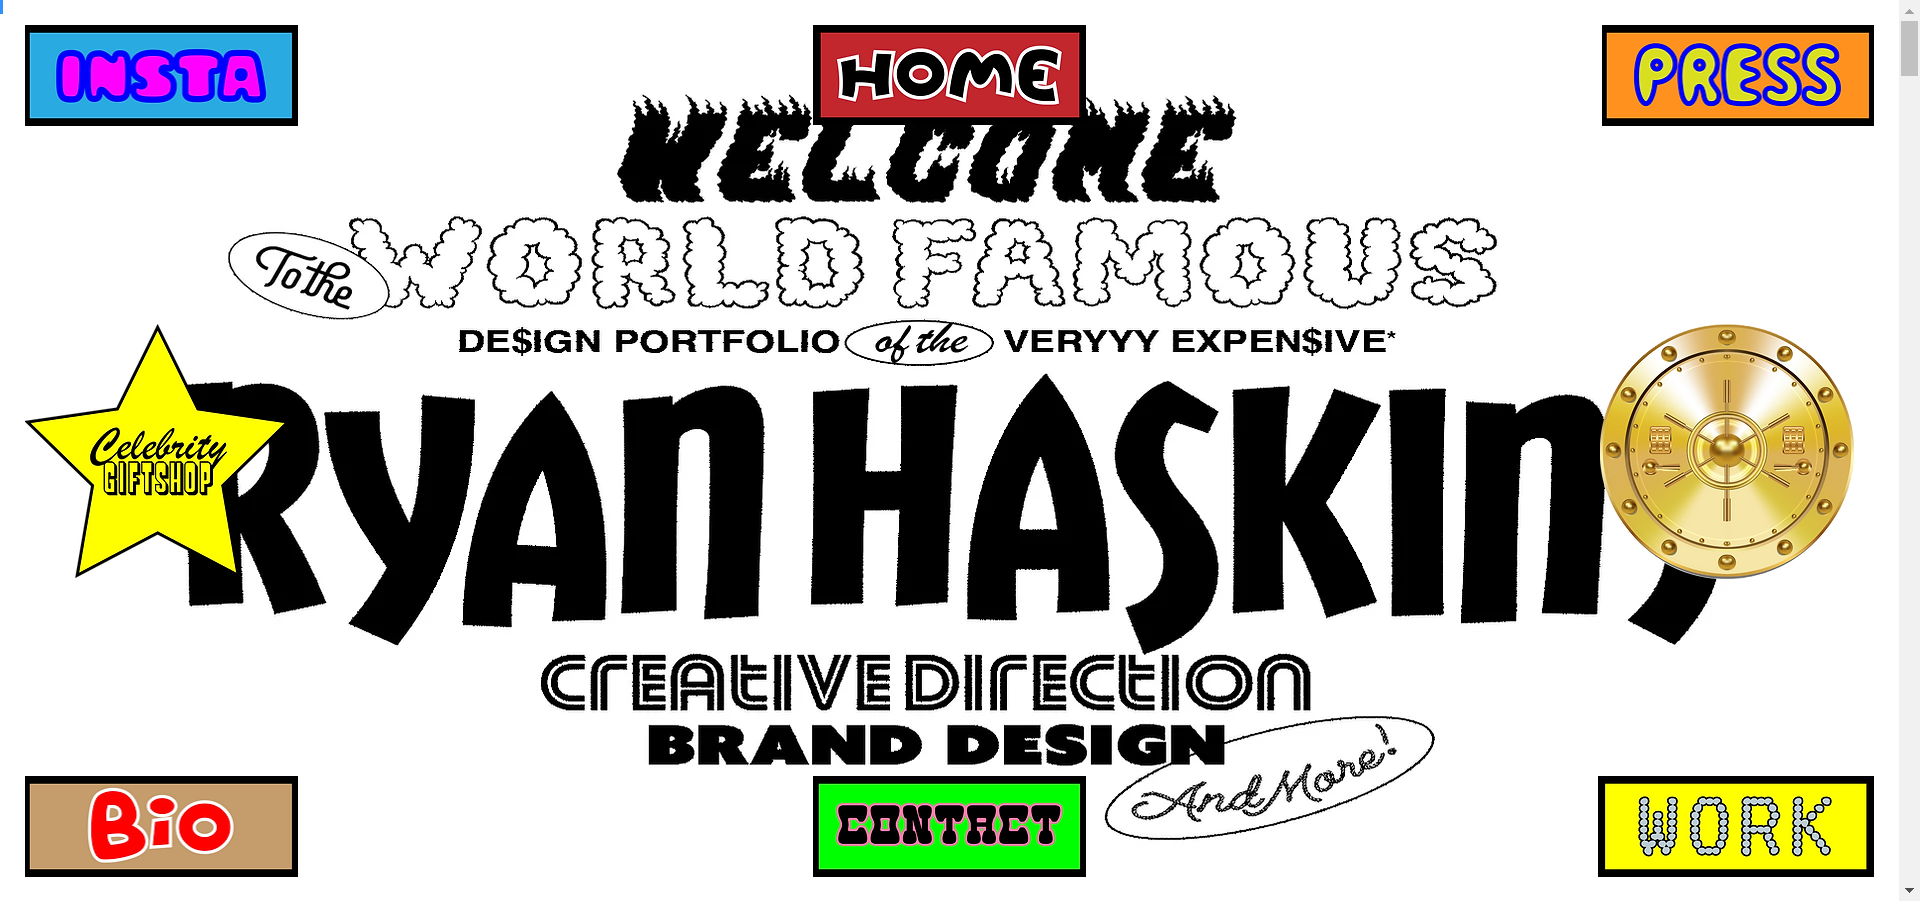 INSTA
HOME
PRESS
WELCOME
To the WORLD FAMOUS
DE$IGN PORTFOLIO of the VERYYY EXPEN$IVE*
RYAN HASKINS
Celebrity
GIFTSHOP
CREATIVE DIRECTION
BRAND DESIGN
And More!
Bio
CONTACT
WORK